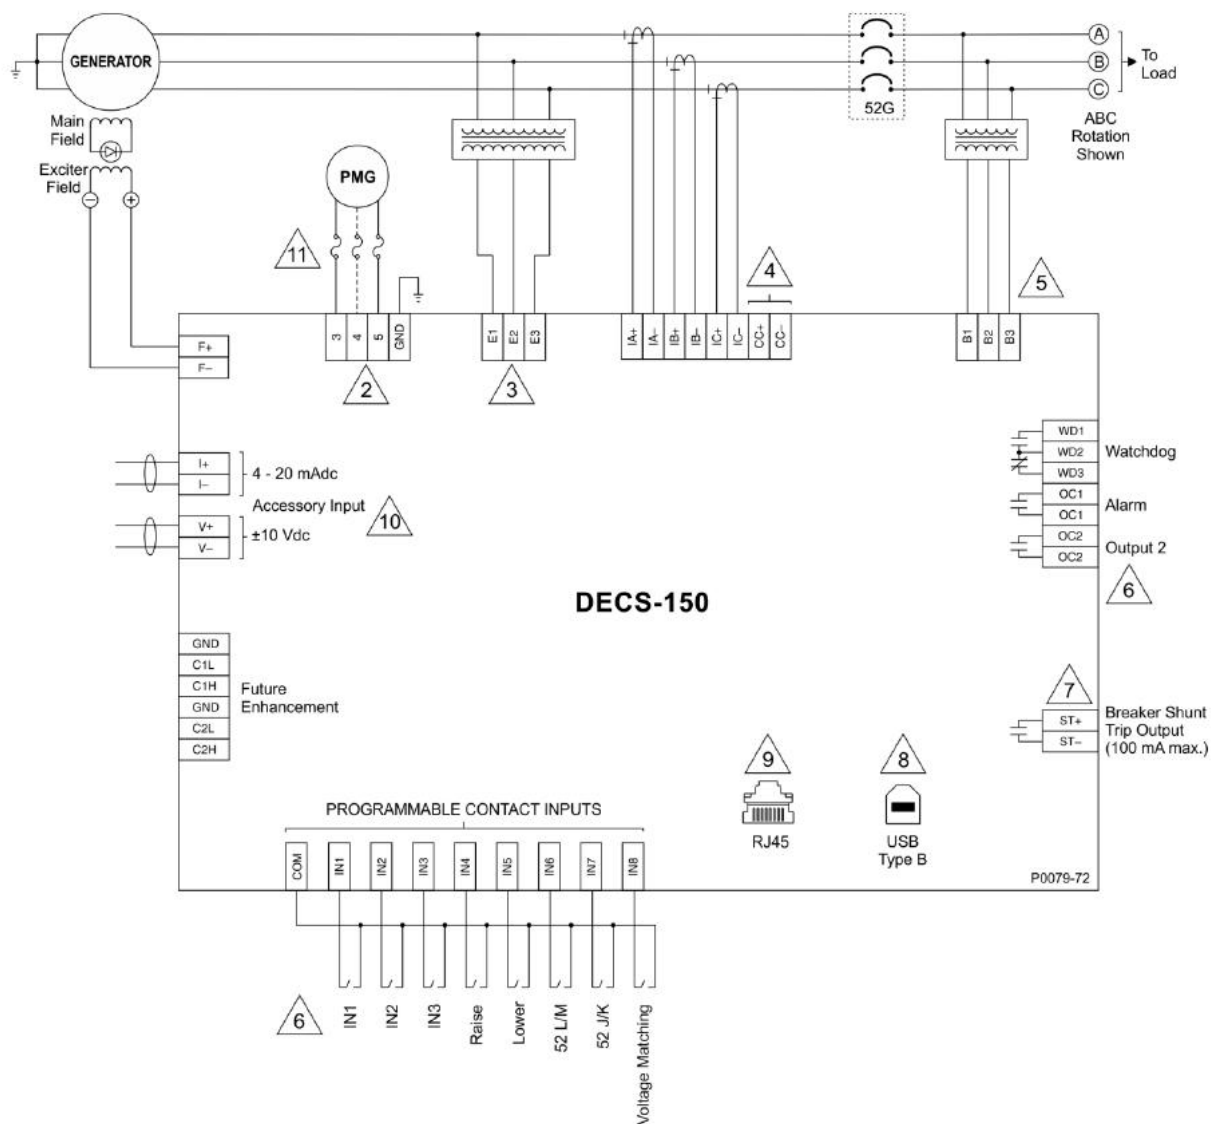 GENERATOR
A
B
C
To
Load
52G
ABC
Rotation
Shown
Main
Field
Exciter
Field
−
+
PMG
11
4
5
3
4
5
GND
E1
E2
E3
IA+
IA−
IB+
IB−
IC+
IC−
CC+
CC−
B1
B2
B3
F+
F−
2
3
I+
I−
4 - 20 mAdc
Accessory Input
10
V+
V−
±10 Vdc
WD1
WD2
WD3
Watchdog
OC1
OC1
Alarm
OC2
OC2
Output 2
6
DECS-150
GND
C1L
C1H
GND
C2L
C2H
Future
Enhancement
7
ST+
ST−
Breaker Shunt
Trip Output
(100 mA max.)
9
RJ45
8
USB
Type B
PROGRAMMABLE CONTACT INPUTS
COM
IN1
IN2
IN3
IN4
IN5
IN6
IN7
IN8
P0079-72
6
IN1
IN2
IN3
Raise
Lower
52 L/M
52 J/K
Voltage Matching